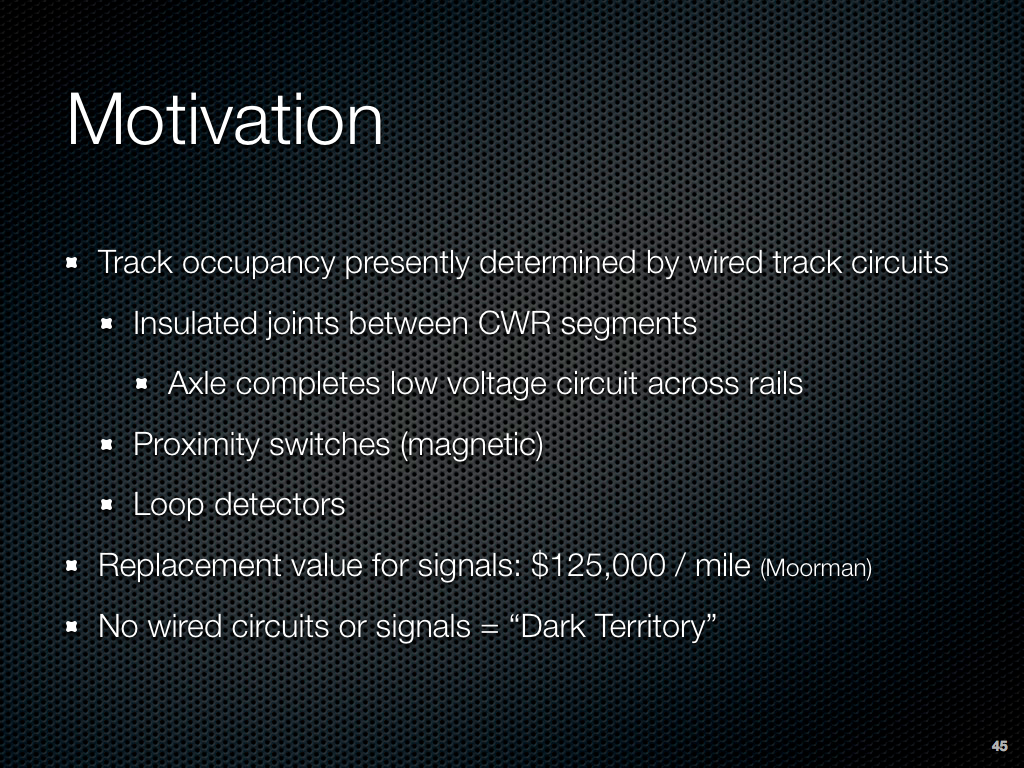 Motivation
Track occupancy presently determined by wired track circuits
Insulated joints between CWR segments
Axle completes low voltage circuit across rails
Proximity switches (magnetic)
Loop detectors
Replacement value for signals: $125,000 / mile (Moorman)
No wired circuits or signals = “Dark Territory”
45